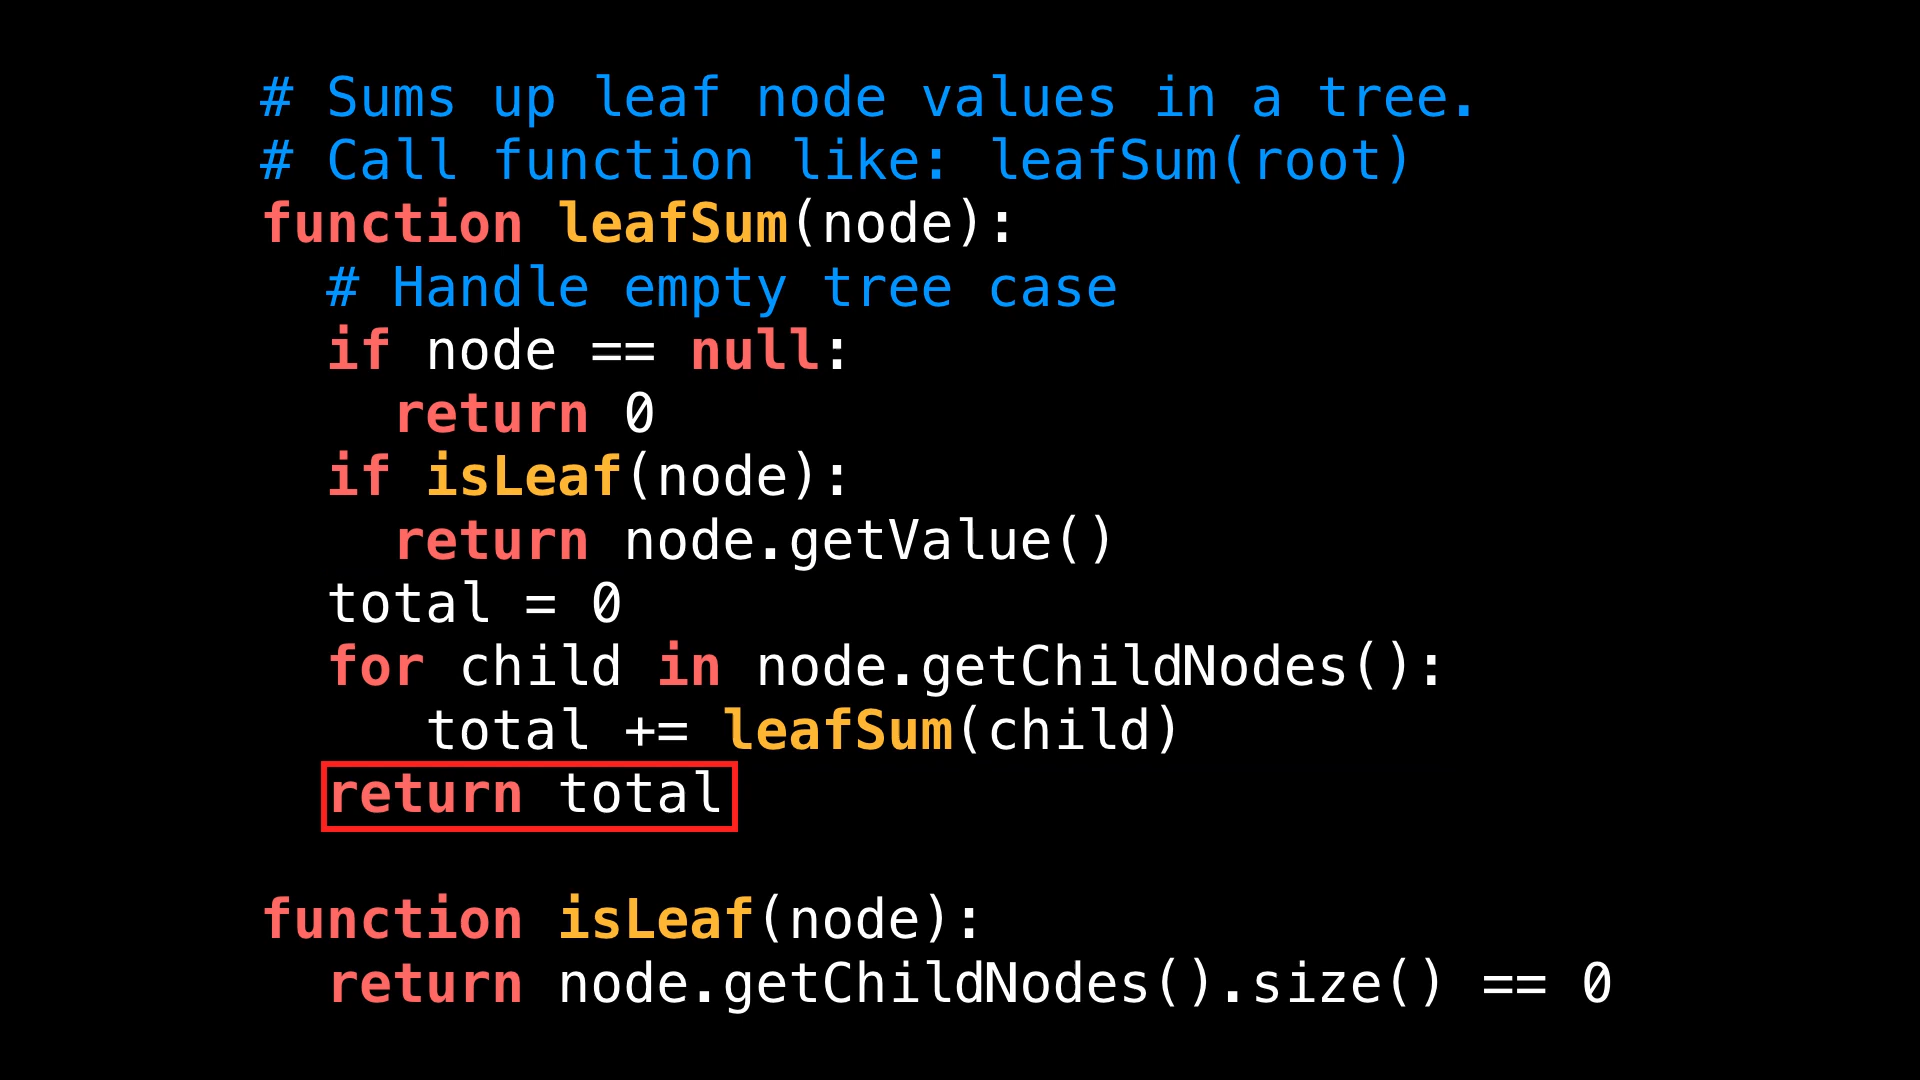 # Sums up leaf node values in a tree.
# Call function like: leafSum(root)
function leafSum(node):
  # Handle empty tree case
  if node == null:
    return 0
  if isLeaf(node):
    return node.getValue()
  total = 0
  for child in node.getChildNodes():
     total += leafSum(child)
  return total

function isLeaf(node):
  return node.getChildNodes().size() == 0